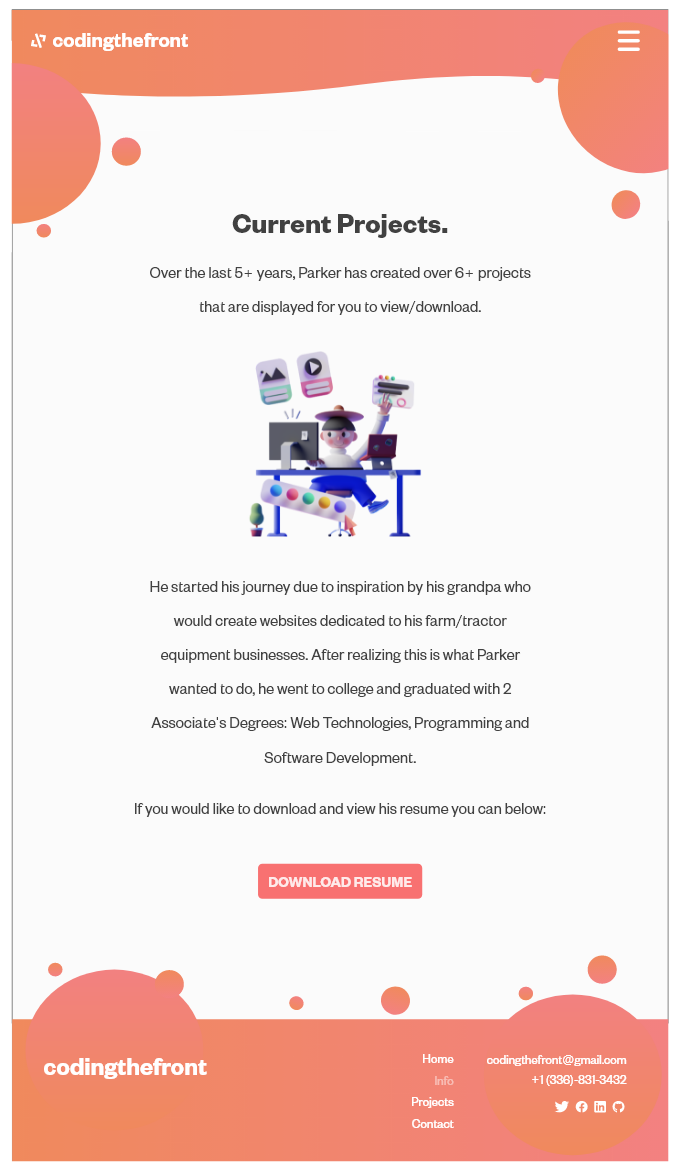 codingthefront
Current Projects.
Over the last 5+ years, Parker has created over 6+ projects
that are displayed for you to view/download.
He started his journey due to inspiration by his grandpa who
would create websites dedicated to his farm/tractor
equipment businesses. After realizing this is what Parker
wanted to do, he went to college and graduated with 2
Associate's Degrees: Web Technologies, Programming and
Software Development.
If you would like to download and view his resume you can below:
DOWNLOAD RESUME
codingthefront
Home
Info
Projects
Contact
codingthefront@gmail.com
+1 (336)-831-3432